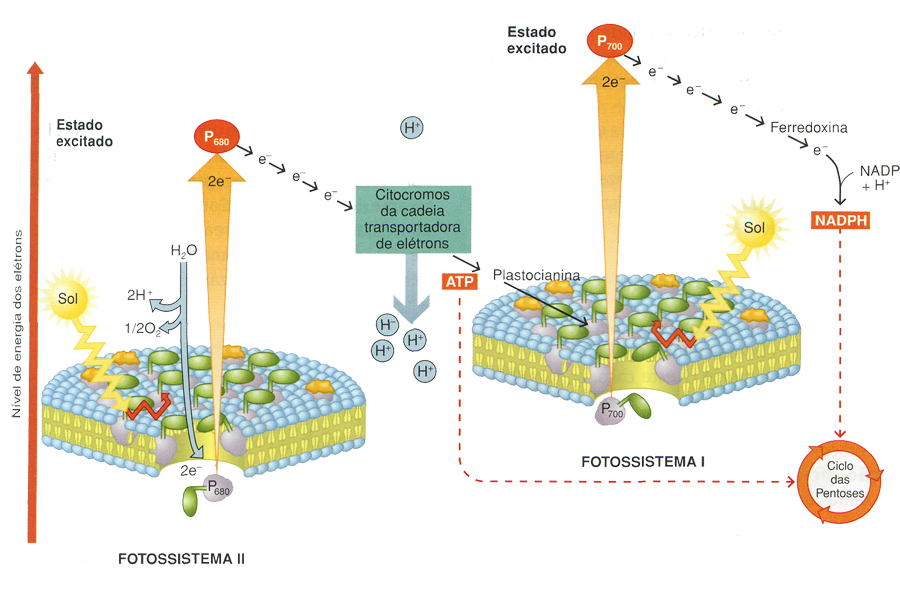 Nível de energia dos elétrons
Estado
excitado
P680
2e–
e–
e–
e–
H+
Citocromos
da cadeia
transportadora
de elétrons
H2O
2H+
1/2O2
Sol
2e–
P680
FOTOSSISTEMA II
H–
H+
H+
H+
ATP
Plastocianina
Estado
excitado
P700
2e–
e–
e–
e–
Ferredoxina
e–
NADP
+ H+
NADPH
Sol
P700
FOTOSSISTEMA I
Ciclo
das
Pentoses